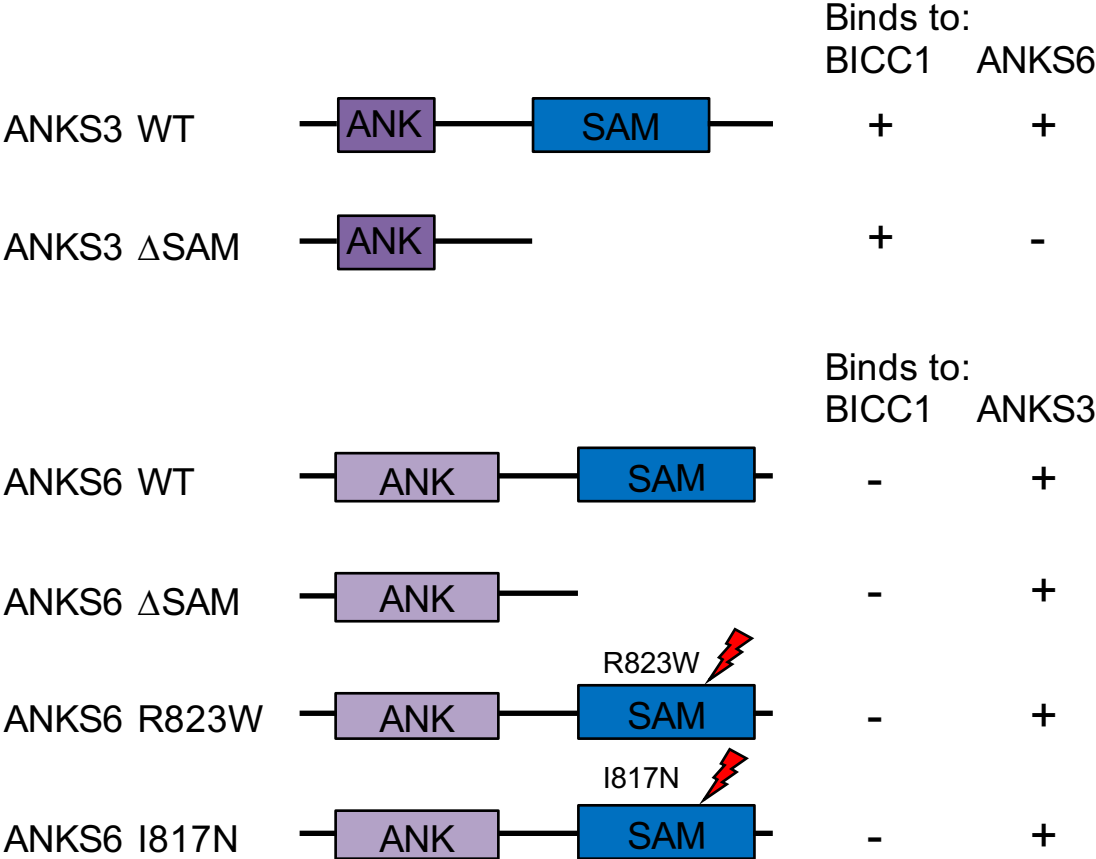 Binds to:
BICC1 ANKS6
ANKS3 WT ANK SAM + +
ANKS3 ΔSAM ANK + -
Binds to:
BICC1 ANKS3
ANKS6 WT ANK SAM - +
ANKS6 ΔSAM ANK - +
R823W
ANKS6 R823W ANK SAM - +
I817N
ANKS6 I817N ANK SAM - +